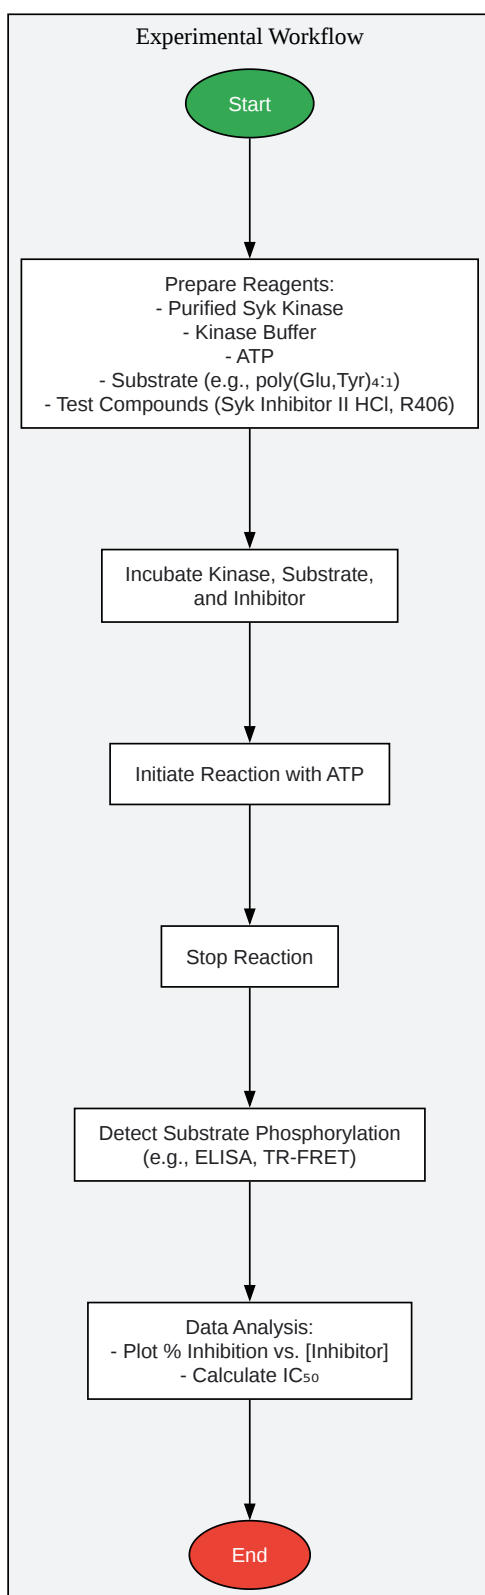 Experimental Workflow
Start
Prepare Reagents:
- Purified Syk Kinase
- Kinase Buffer
- ATP
- Substrate (e.g., poly(Glu,Tyr)₄:₁)
- Test Compounds (Syk Inhibitor II HCl, R406)
Incubate Kinase, Substrate,
and Inhibitor
Initiate Reaction with ATP
Stop Reaction
Detect Substrate Phosphorylation
(e.g., ELISA, TR-FRET)
Data Analysis:
- Plot % Inhibition vs. [Inhibitor]
- Calculate IC₅₀
End